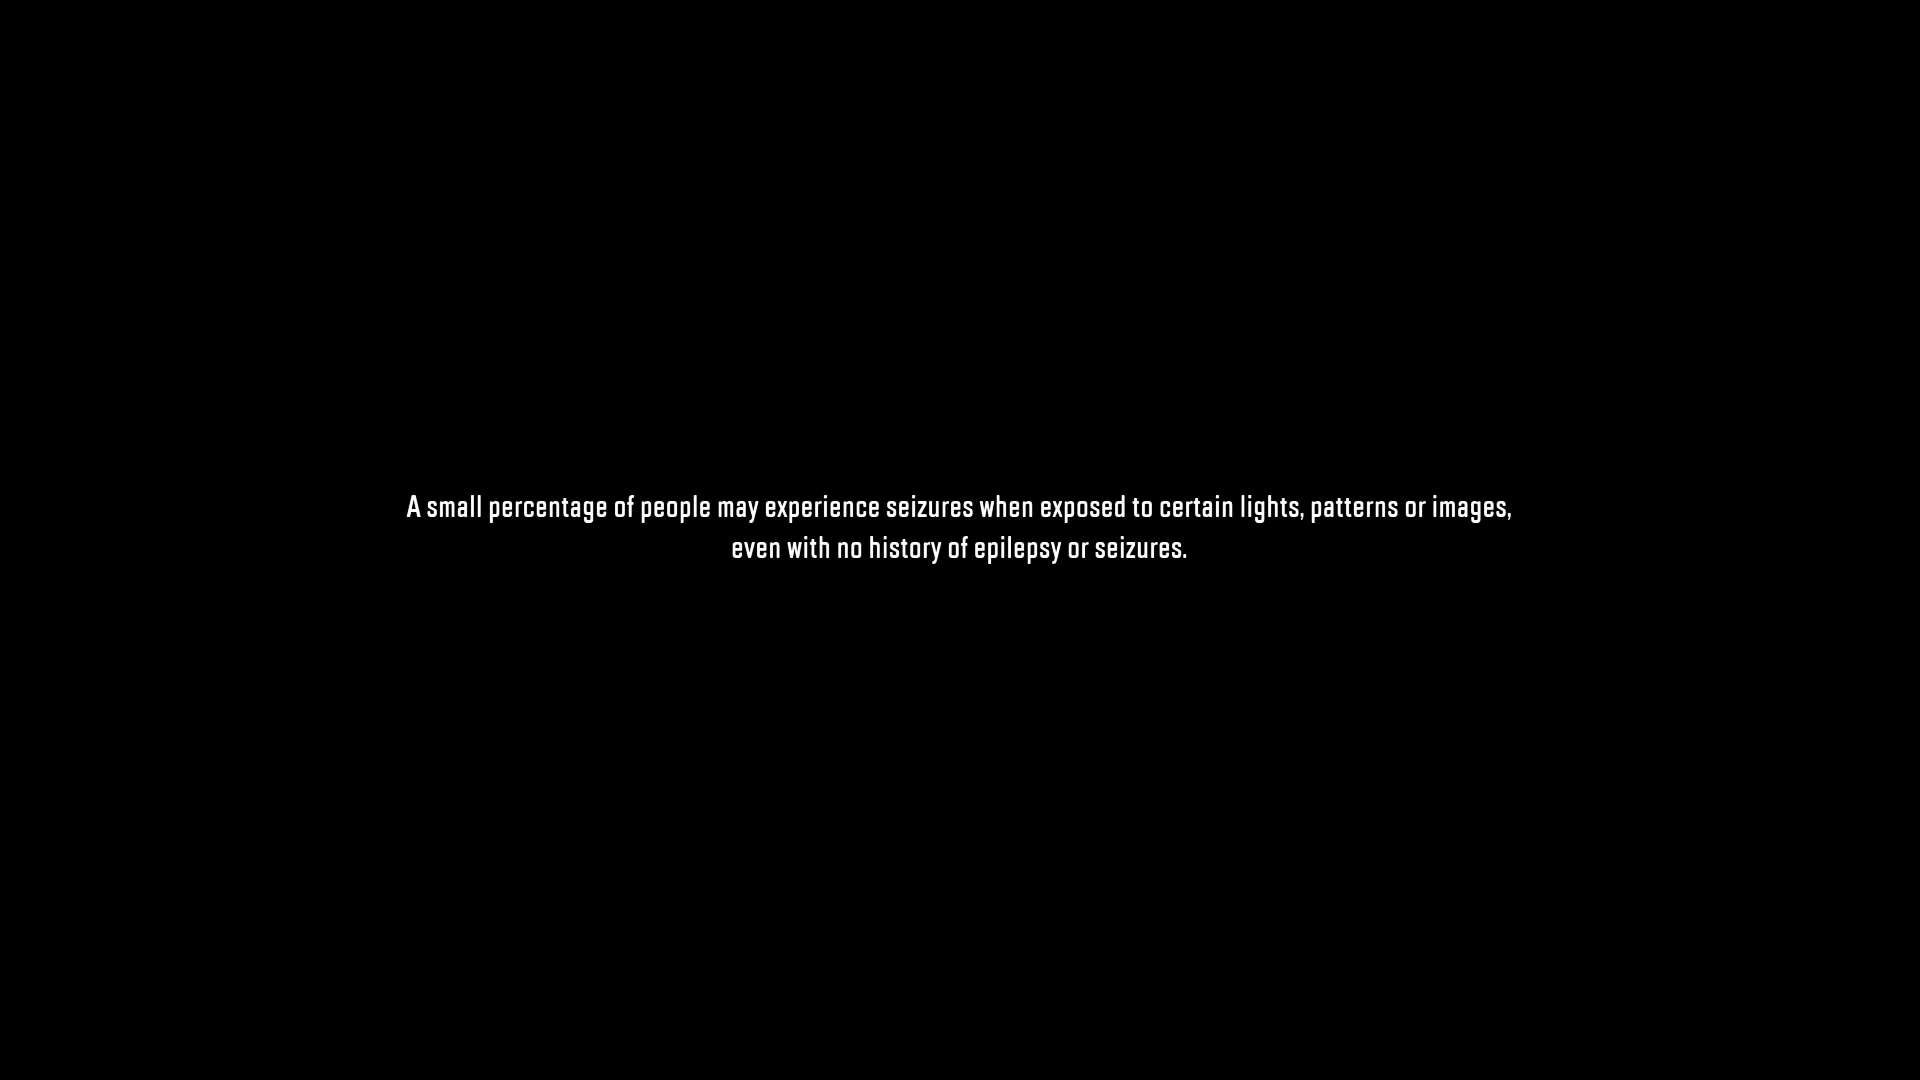 A small percentage of people may experience seizures when exposed to certain lights, patterns or images,
even with no history of epilepsy or seizures.